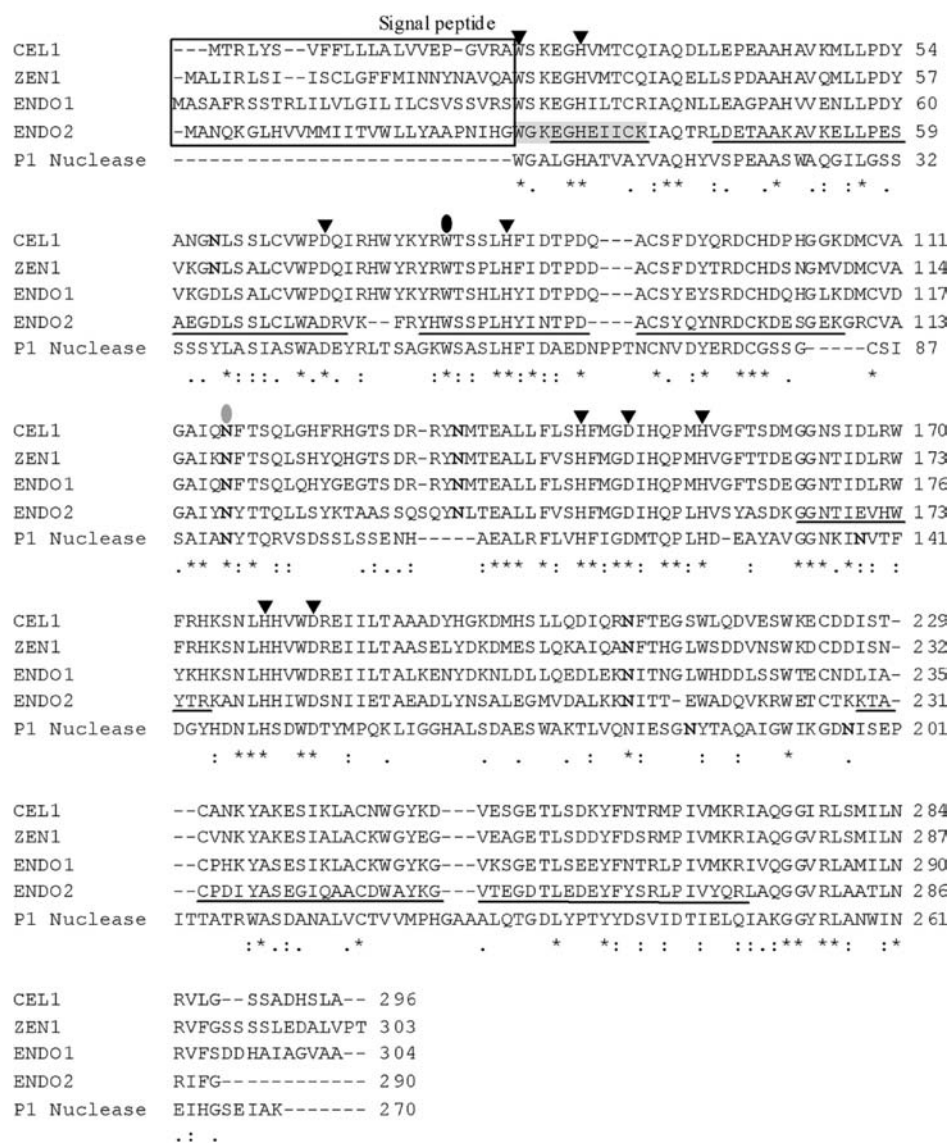 Signal peptide
CEL1 ---MTRLYS--VFFLLLALVVEP-GVRAWSKEGHVMTCQIAQDLLEPEAAHAVKMLLPDY 54
ZEN1 -MALIRLSI--ISCLGFFMINNYNAVQAWSKEGHVMTCQIAQELLSPDAAHAVQMLLPDY 57
ENDO1 MASAFRSSTRLILVLGILILCSVSSVRSWSKEGHILTCRIAQNLLEAGPAHVVENLLPDY 60
ENDO2 -MANQKGLHVVMMIITVWLLYAAPNIHGWGKEGHEIICKIAQTRLDETAAKAVKELLPES 59
P1 Nuclease -----------------------------WGALGHATVAYVAQHYVSPEAASWAQGILGSS 32
*. ** . :** :. .* . :: :
CEL1 ANGNLSSLCVWPDQIRHWYKYRWTSSLHFIDTPDQ---ACSFDYQRDCHDPHGGKDMCVA 111
ZEN1 VKGNLSALCVWPDQIRHWYRYRWTSPLHFIDTPDD---ACSFDYTRDCHDSNGMVDMCVA 114
ENDO1 VKGDLSALCVWPDQIRHWYKYRWTSHLHYIDTPDQ---ACSYEYSRDCHDQHGLKDMCVD 117
ENDO2 AEGDLSSLCLWADRVK--FRYHWSSPLHYINTPD----ACSYQYNRDCKDESGEKGRCVA 113
P1 Nuclease SSSYLASIASWADEYRLTSAGKWSASLHFIDAEDNPPTNCNVDYERDCGSSG-----CSI 87
.. *::: *.*. : :*:: **:*:: * *. :* *** . *
CEL1 GAIQNFTSQLGHFRHGTSDR-RYNMTEALLFLSHFMGDIHQPMHVGFTSDMGGNSIDLRW 170
ZEN1 GAIKNFTSQLSHYQHGTSDR-RYNMTEALLFVSHFMGDIHQPMHVGFTTDEGGNTIDLRW 173
ENDO1 GAIQNFTSQLQHYGEGTSDR-RYNMTEALLFLSHFMGDIHQPMHVGFTSDEGGNTIDLRW 176
ENDO2 GAIYNYTTQLLSYKTAASSQSQYNLTEALLFVSHFMGDIHQPLHVSYASDKGGNTIEVHW 173
P1 Nuclease SAIANYTQRVSDSSLSSENH-----AEALRFLVHFIGDMTQPLHD-EAYAVGGNKINVTF 141
.** *:* :: .:..: :*** *: **:**: **:* : ***.*:: :
CEL1 FRHKSNLHHVWDREIILTAAADYHGKDMHSLLQDIQRNFTEGSWLQDVESWKECDDIST- 229
ZEN1 FRHKSNLHHVWDREIILTAASELYDKDMESLQKAIQANFTHGLWSDDVNSWKDCDDISN- 232
ENDO1 YKHKSNLHHVWDREIILTALKENYDKNLDLLQEDLEKNITNGLWHDDLSSWTECNDLIA- 235
ENDO2 YTRKANLHHIWDSNIIETAEADLYNSALEGMVDALKKNITT-EWADQVKRWETCTKKTA- 231
P1 Nuclease DGYHDNLHSDWDTYMPQKLIGGHALSDAESWAKTLVQNIESGNYTAQAIGWIKGDNISEP 201
: *** ** : . . . . : *: : : * .
CEL1 --CANKYAKESIKLACNWGYKD---VESGETLSDKYFNTRMPIVMKRIAQGGIRLSMILN 284
ZEN1 --CVNKYAKESIALACKWGYEG---VEAGETLSDDYFDSRMPIVMKRIAQGGVRLSMILN 287
ENDO1 --CPHKYASESIKLACKWGYKG---VKSGETLSEEYFNTRLPIVMKRIVQGGVRLAMILN 290
ENDO2 --CPDIYASEGIQAACDWAYKG---VTEGDTLEDEYFYSRLPIVYQRLAQGGVRLAATLN 286
P1 Nuclease ITTATRWASDANALVCTVVMPHGAAALQTGDLYPTYYDSVIDTIELQIAKGGYRLANWIN 261
:*.:. .* . * *: : : : ::.:** **: :*
CEL1 RVLG--SSADHSLA-- 296
ZEN1 RVFGSSSSLEDALVPT 303
ENDO1 RVFSDDHAIAGVAA-- 304
ENDO2 RIFG------------ 290
P1 Nuclease EIHGSEIAK------- 270
.: .